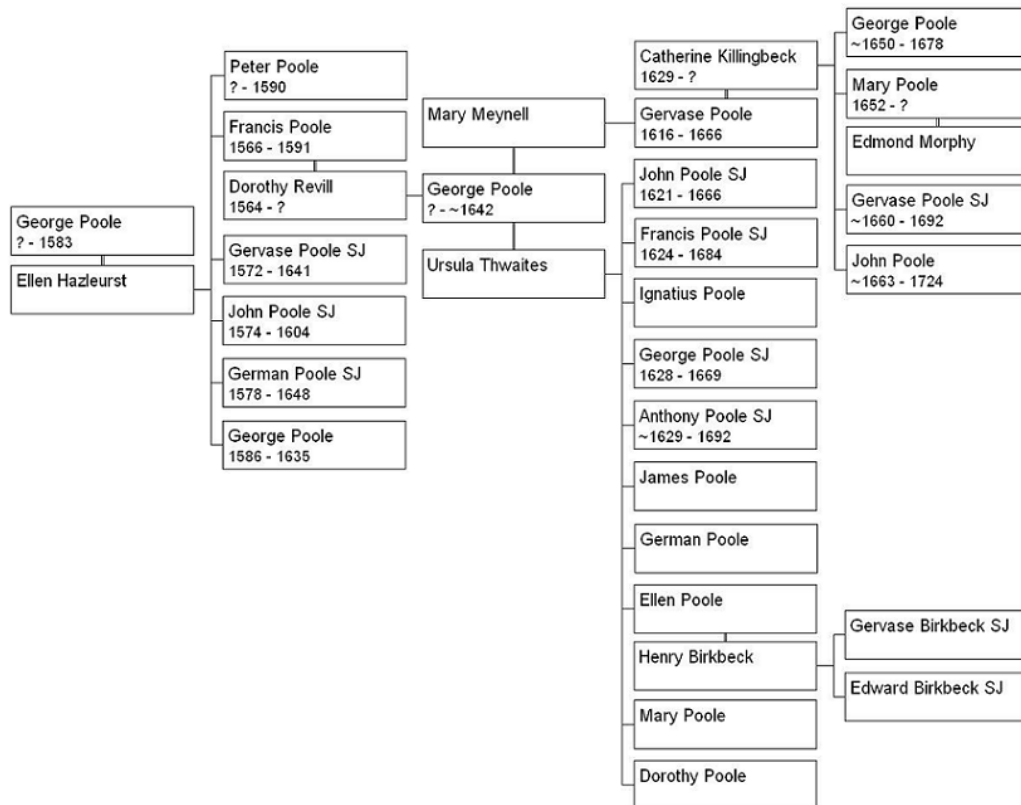 George Poole
? - 1583
Ellen Hazleurst
Peter Poole
? - 1590
Francis Poole
1566 - 1591
Dorothy Revill
1564 - ?
Gervase Poole SJ
1572 - 1641
John Poole SJ
1574 - 1604
German Poole SJ
1578 - 1648
George Poole
1586 - 1635
Mary Meynell
George Poole
? - ~1642
Ursula Thwaites
Catherine Killingbeck
1629 - ?
Gervase Poole
1616 - 1666
John Poole SJ
1621 - 1666
Francis Poole SJ
1624 - 1684
Ignatius Poole
George Poole SJ
1628 - 1669
Anthony Poole SJ
~1629 - 1692
James Poole
German Poole
Ellen Poole
Henry Birkbeck
Mary Poole
Dorothy Poole
George Poole
~1650 - 1678
Mary Poole
1652 - ?
Edmond Morphy
Gervase Poole SJ
~1660 - 1692
John Poole
~1663 - 1724
Gervase Birkbeck SJ
Edward Birkbeck SJ